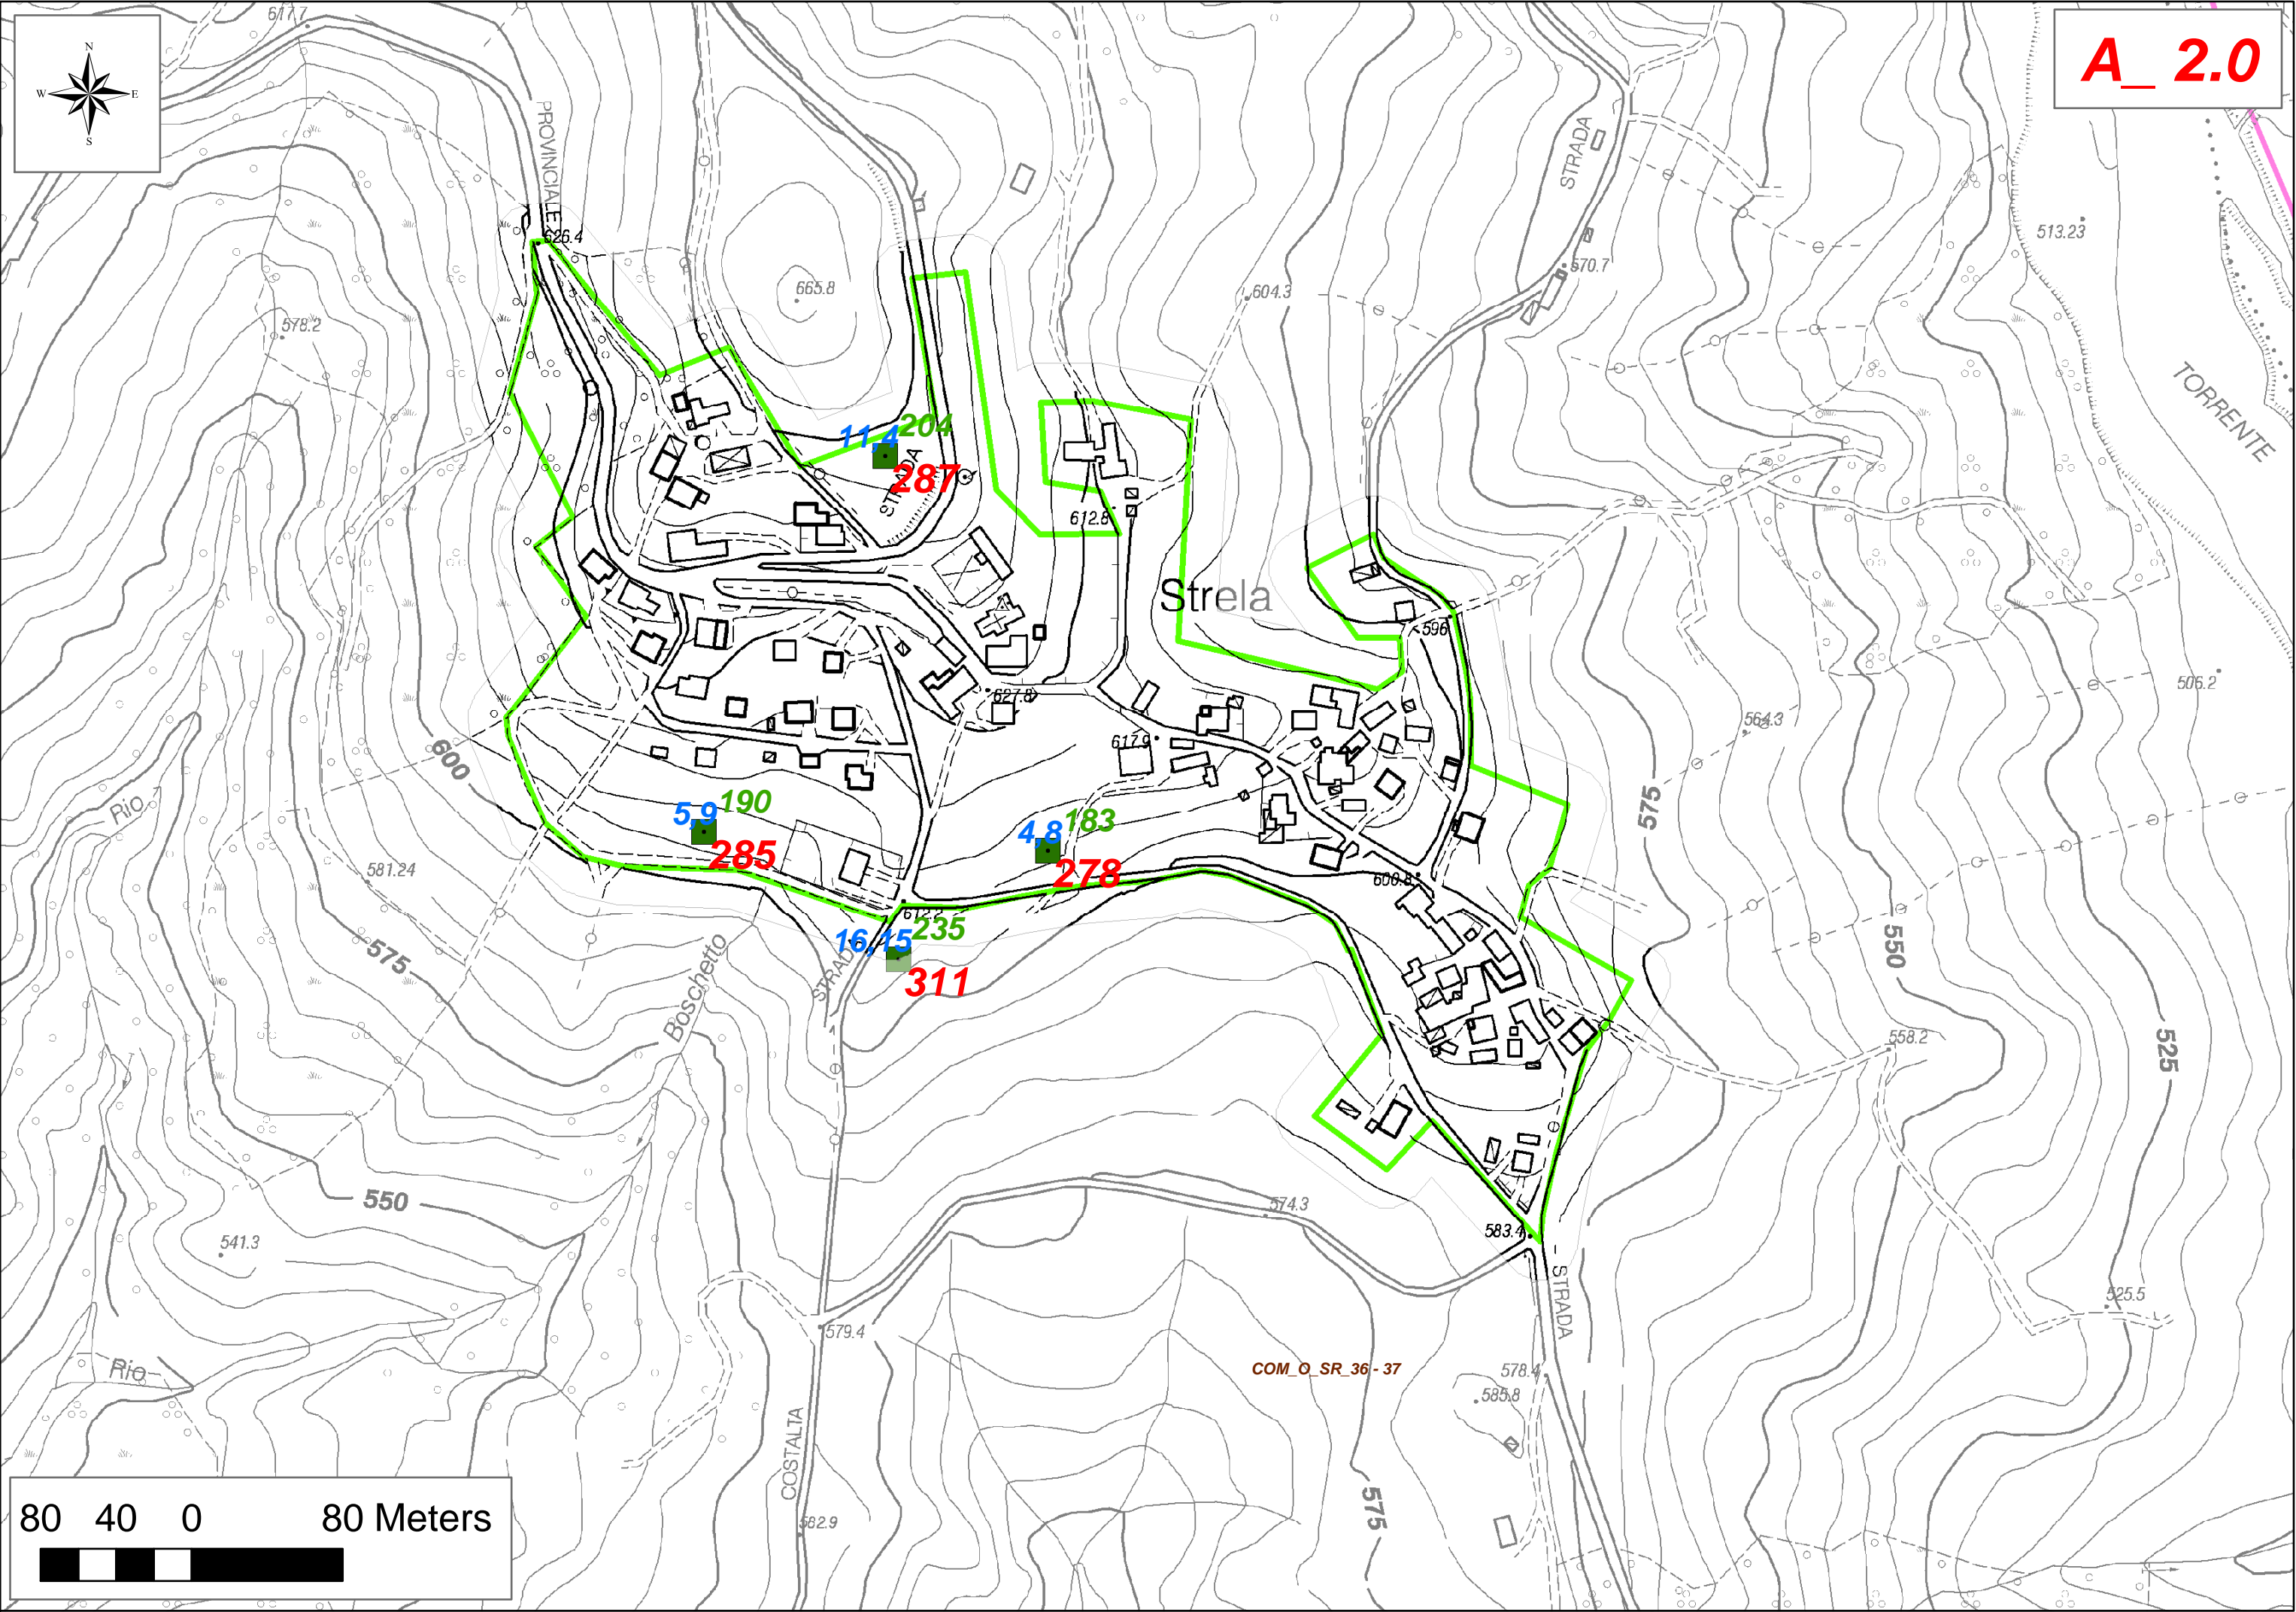 617.7
N
W E
S
A_ 2.0
PROVINCIALE
STRADA
626.4
513.23
570.7
665.8
604.3
578.2
TORRENTE
11,4 204
287
STRADA
612.8
Strela
596
627.8
506.2
564.3
617.9
600
575
Rio
5,9 190
285
4,8 183
278
581.24
600.8
612.2
16,15 235
311
STRADA
575
Boschetto
550
558.2
525
550
574.3
583.4
541.3
STRADA
525.5
579.4
Rio
COM_O_SR_36 - 37
578.4
585.8
COSTALTA
575
582.9
80 40 0 80 Meters